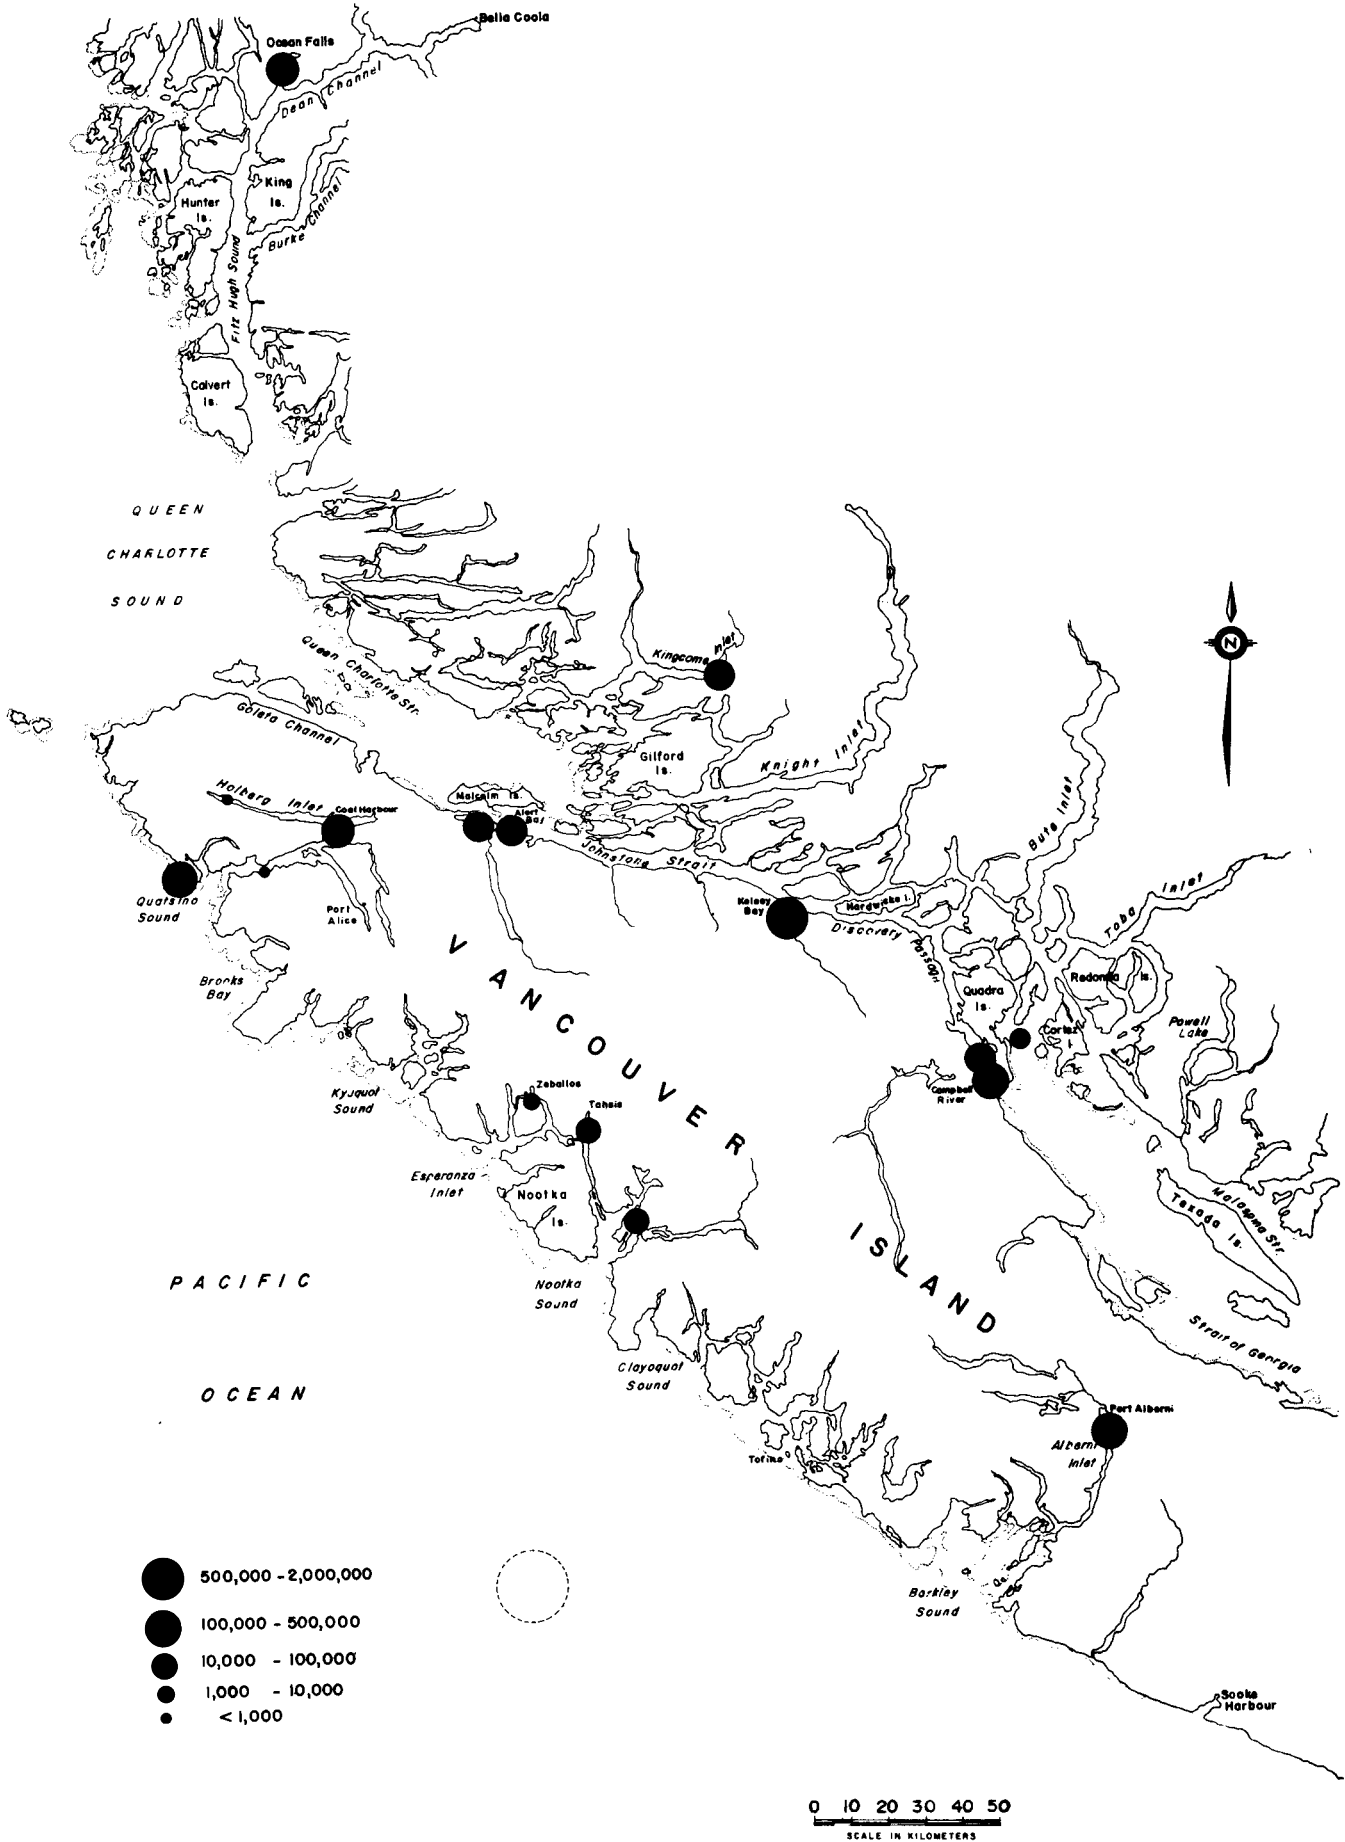 Bella Coola
Ocean Falls
Dean Channel
King
Is.
Hunter
Is.
Burke Channel
Fitz Hugh Sound
Calvert
Is.
QUEEN
CHARLOTTE
SOUND
Queen Charlotte Str.
Kingcome Inlet
Goleta Channel
Gilford
Is.
Knight Inlet
Holberg Inlet
Coal Harbour
Malcolm Is.
Alert
Bay
Johnstone Strait
Bute Inlet
Toba Inlet
Quatsino
Sound
Port
Alice
Kelsey
Bay
Hardwicke I.
Discovery Passage
Redonda Is.
Quadra
Is.
Brooks
Bay
Cortez
I.
Powell
Lake
VANCOUVER
Kyuquot
Sound
Zeballos
Tahsis
Campbell
River
Esperanza
Inlet
Nootka
Is.
Malaspina Str.
Texada
Is.
ISLAND
PACIFIC
Nootka
Sound
Strait of Georgia
Clayoquot
Sound
OCEAN
Port Alberni
Alberni
Inlet
Tofino
N
500,000 - 2,000,000
100,000 - 500,000
10,000 - 100,000
1,000 - 10,000
< 1,000
Barkley
Sound
Sooke
Harbour
0 10 20 30 40 50
SCALE IN KILOMETERS